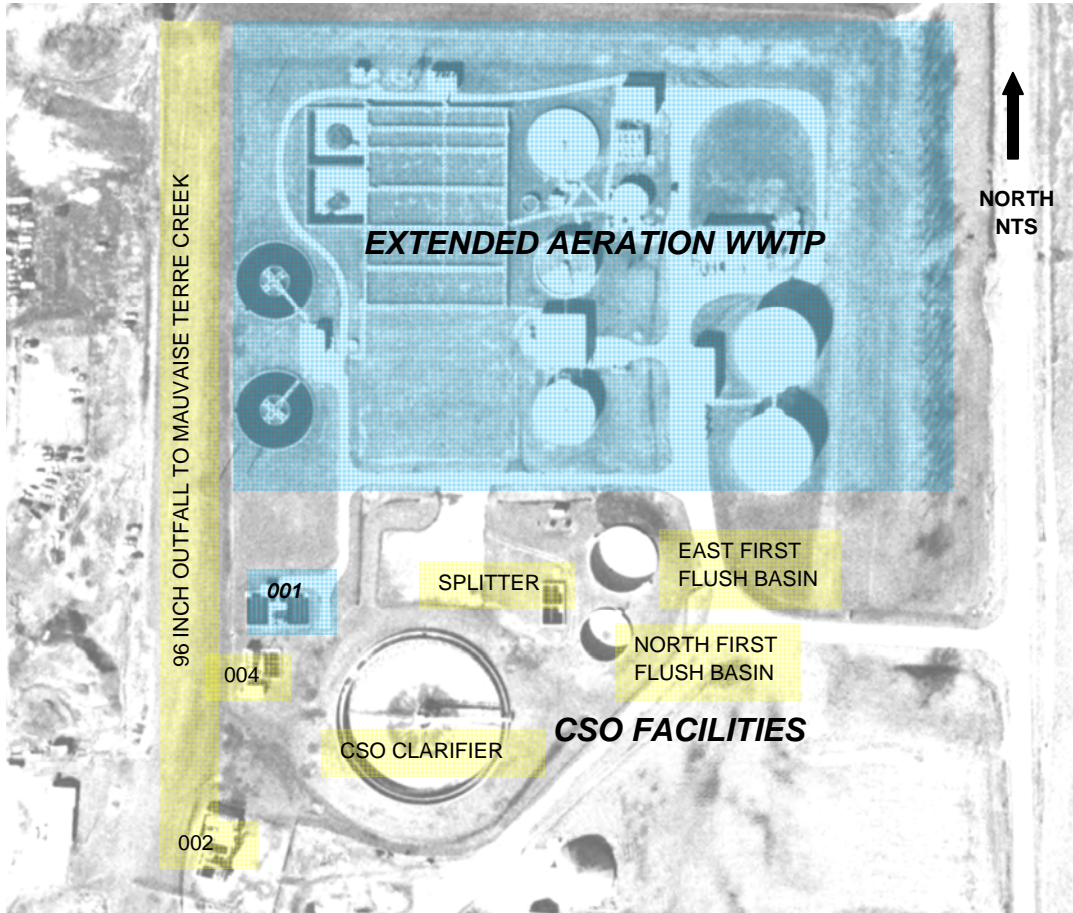 NORTH
NTS
EXTENDED AERATION WWTP
96 INCH OUTFALL TO MAUVAISE TERRE CREEK
EAST FIRST
FLUSH BASIN
SPLITTER
001
NORTH FIRST
FLUSH BASIN
004
CSO FACILITIES
CSO CLARIFIER
002